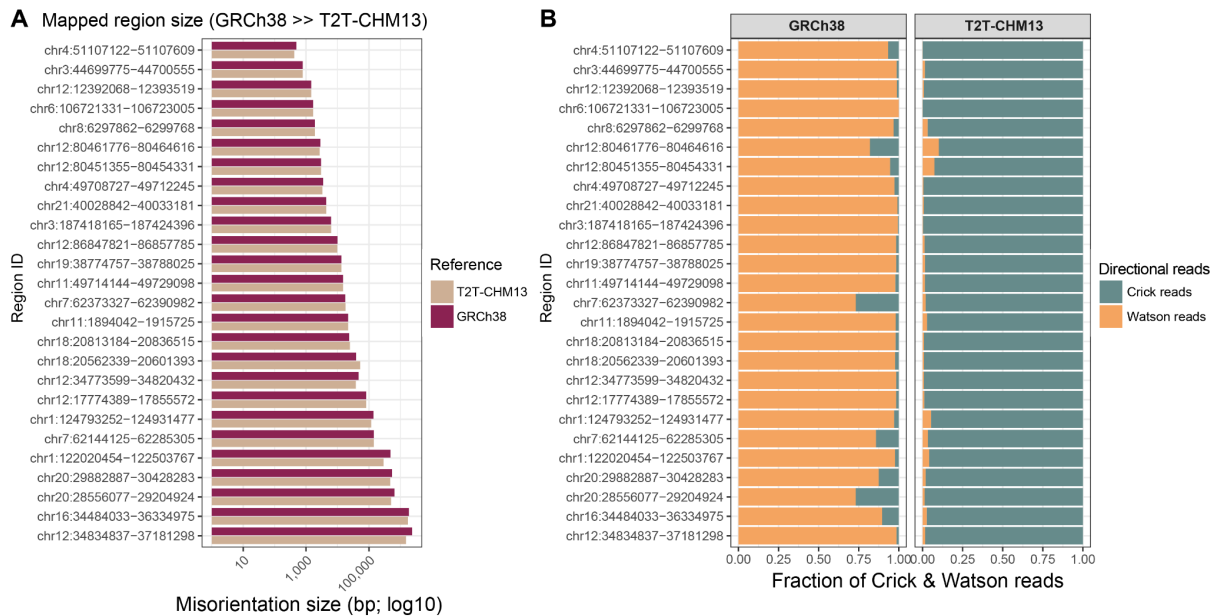 A Mapped region size (GRCh38 >> T2T-CHM13)
Region ID
chr4:51107122−51107609
chr3:44699775−44700555
chr12:12392068−12393519
chr6:106721331−106723005
chr8:6297862−6299768
chr12:80461776−80464616
chr12:80451355−80454331
chr4:49708727−49712245
chr21:40028842−40033181
chr3:187418165−187424396
chr12:86847821−86857785
chr19:38774757−38788025
chr11:49714144−49729098
chr7:62373327−62390982
chr11:1894042−1915725
chr18:20813184−20836515
chr18:20562339−20601393
chr12:34773599−34820432
chr12:17774389−17855572
chr1:124793252−124931477
chr7:62144125−62285305
chr1:122020454−122503767
chr20:29882887−30428283
chr20:28556077−29204924
chr16:34484033−36334975
chr12:34834837−37181298
10 1,000 100,000
Misorientation size (bp; log10)
Reference
T2T-CHM13
GRCh38
B
GRCh38 T2T-CHM13
Region ID
chr4:51107122−51107609
chr3:44699775−44700555
chr12:12392068−12393519
chr6:106721331−106723005
chr8:6297862−6299768
chr12:80461776−80464616
chr12:80451355−80454331
chr4:49708727−49712245
chr21:40028842−40033181
chr3:187418165−187424396
chr12:86847821−86857785
chr19:38774757−38788025
chr11:49714144−49729098
chr7:62373327−62390982
chr11:1894042−1915725
chr18:20813184−20836515
chr18:20562339−20601393
chr12:34773599−34820432
chr12:17774389−17855572
chr1:124793252−124931477
chr7:62144125−62285305
chr1:122020454−122503767
chr20:29882887−30428283
chr20:28556077−29204924
chr16:34484033−36334975
chr12:34834837−37181298
0.00 0.25 0.50 0.75 1.00 0.00 0.25 0.50 0.75 1.00
Fraction of Crick & Watson reads
Directional reads
Crick reads
Watson reads